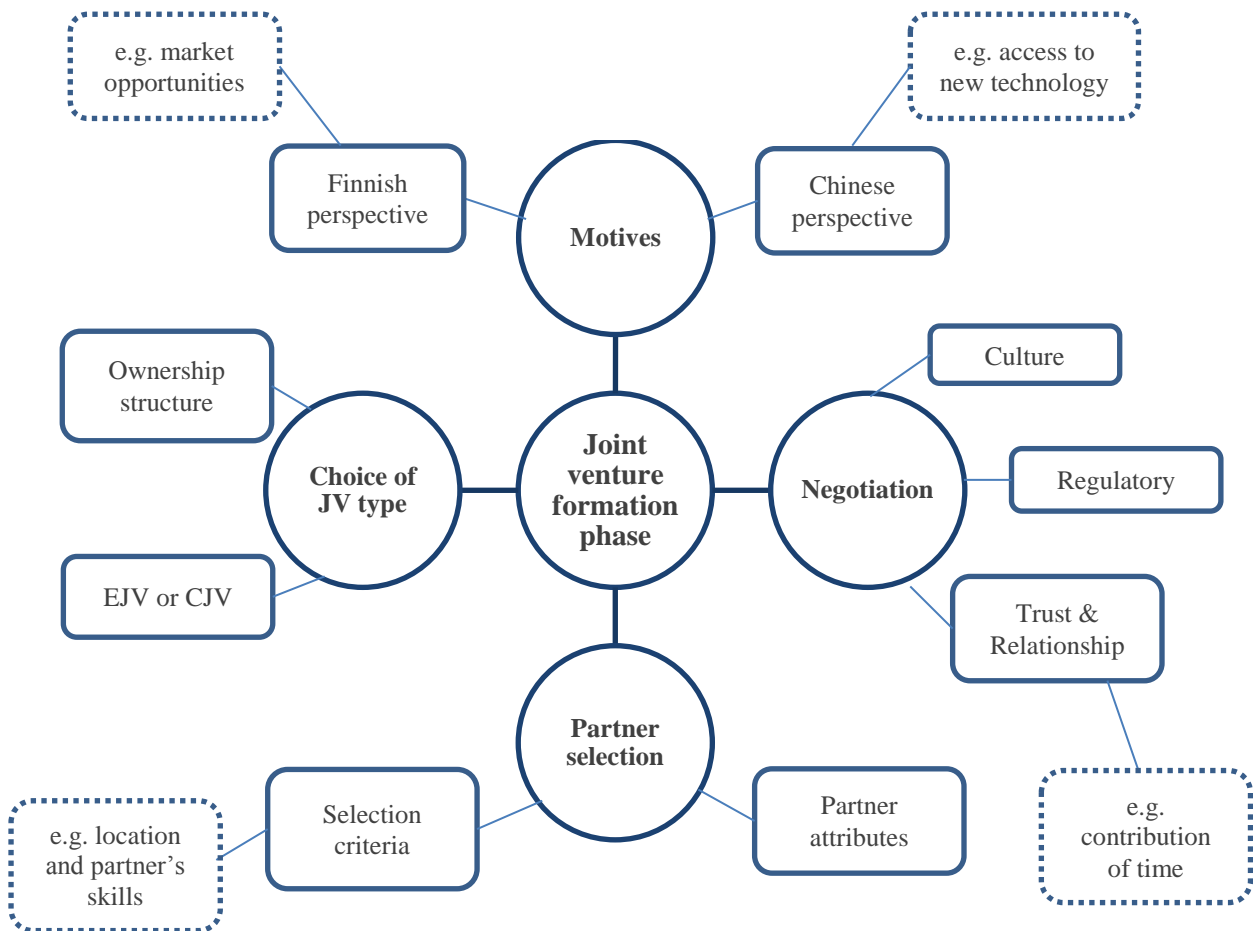 e.g. market
opportunities
e.g. access to
new technology
Finnish
perspective
Motives
Chinese
perspective
Ownership
structure
Culture
Choice of
JV type
Joint
venture
formation
phase
Negotiation
Regulatory
EJV or CJV
Trust &
Relationship
Partner
selection
Selection
criteria
Partner
attributes
e.g. location
and partner’s
skills
e.g.
contribution
of time